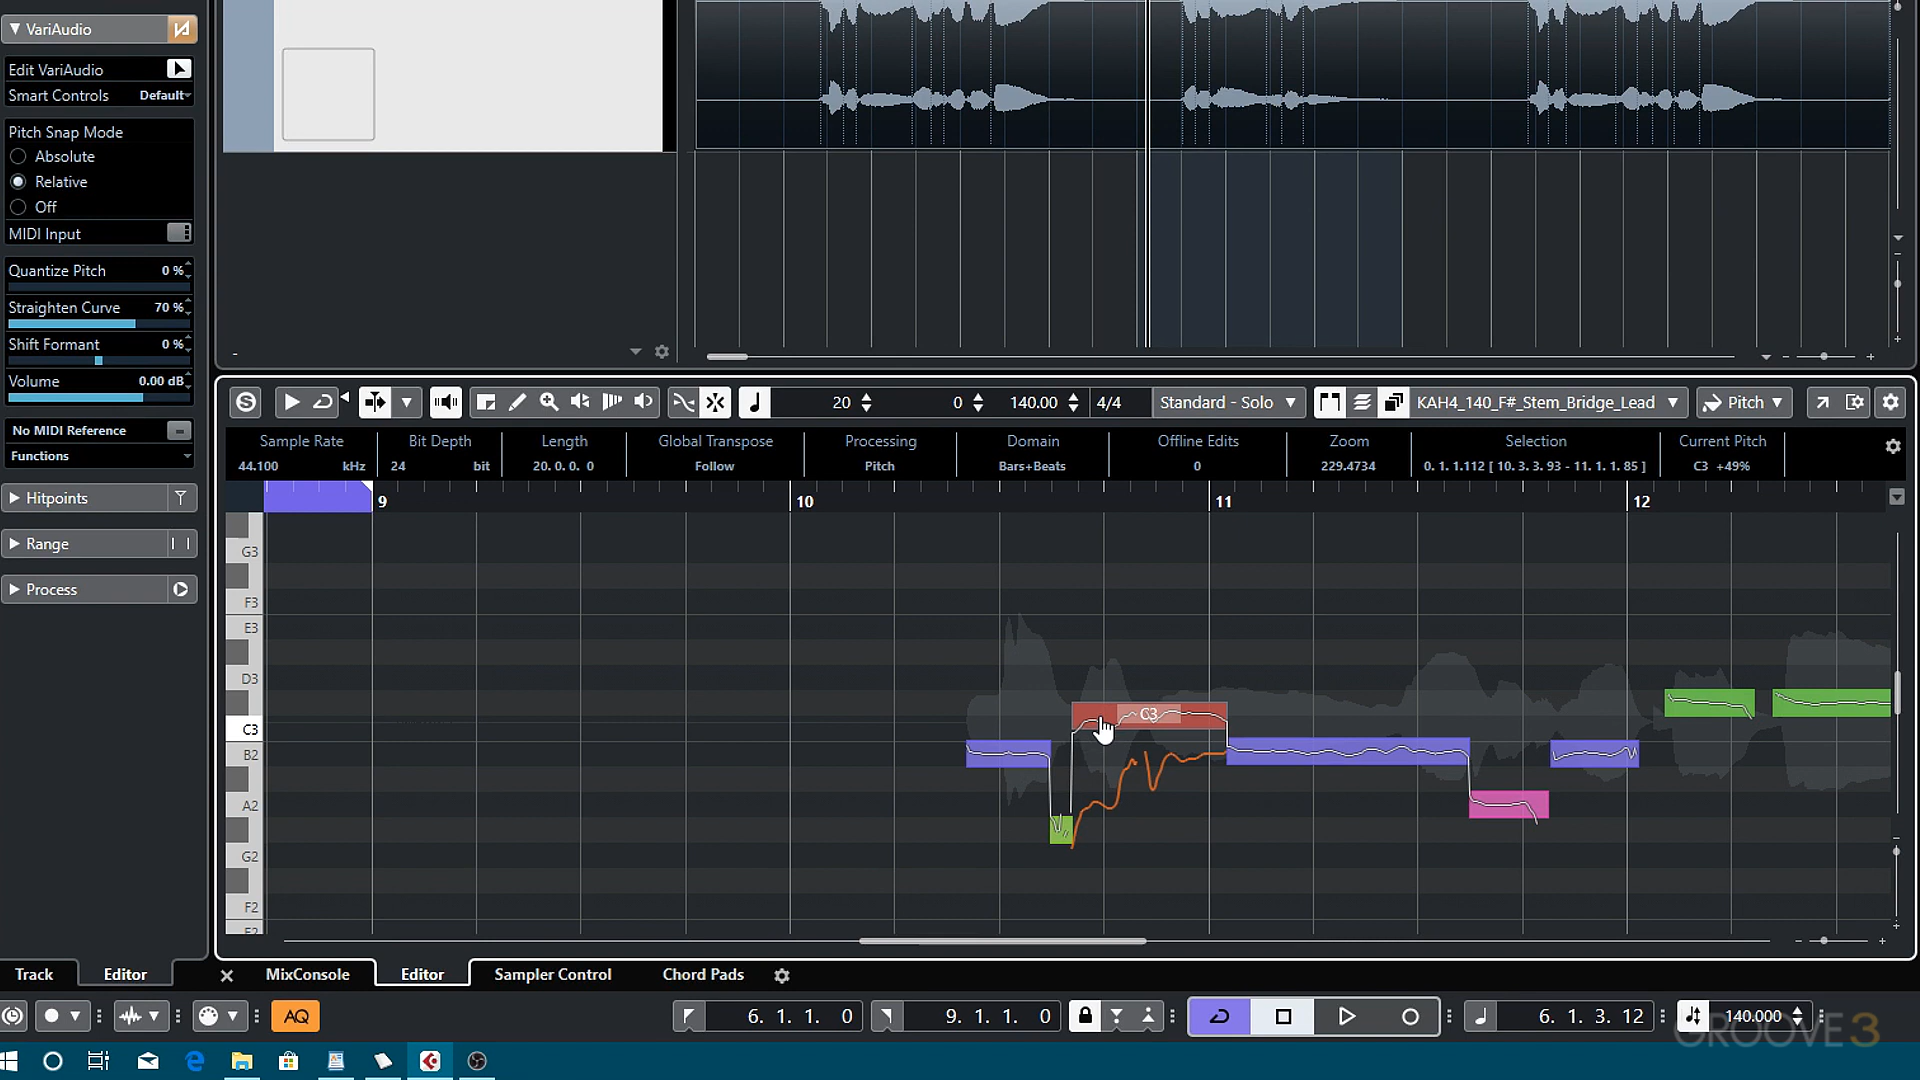 VariAudio
Edit VariAudio
Smart Controls Default
Pitch Snap Mode
Absolute
Relative
Off
MIDI Input
Quantize Pitch 0 %
Straighten Curve 70 %
Shift Formant 0 %
Volume 0.00 dB
No MIDI Reference
Functions
Hitpoints
Range
Process
-
20 0 140.00 4/4 Standard - Solo KAH4_140_F#_Stem_Bridge_Lead Pitch
Sample Rate Bit Depth Length Global Transpose Processing Domain Offline Edits Zoom Selection Current Pitch
44.100 kHz 24 bit 20. 0. 0. 0 Follow Pitch Bars+Beats 0 229.4734 0. 1. 1.112 [ 10. 3. 3. 93 - 11. 1. 1. 85 ] C3 +49%
9 10 11 12
G3
F3
E3
D3
C3
C3
B2
A2
G2
F2
E2
Track Editor MixConsole Editor Sampler Control Chord Pads
AQ 6. 1. 1. 0 9. 1. 1. 0 6. 1. 3. 12 140.000
GROOVE 3